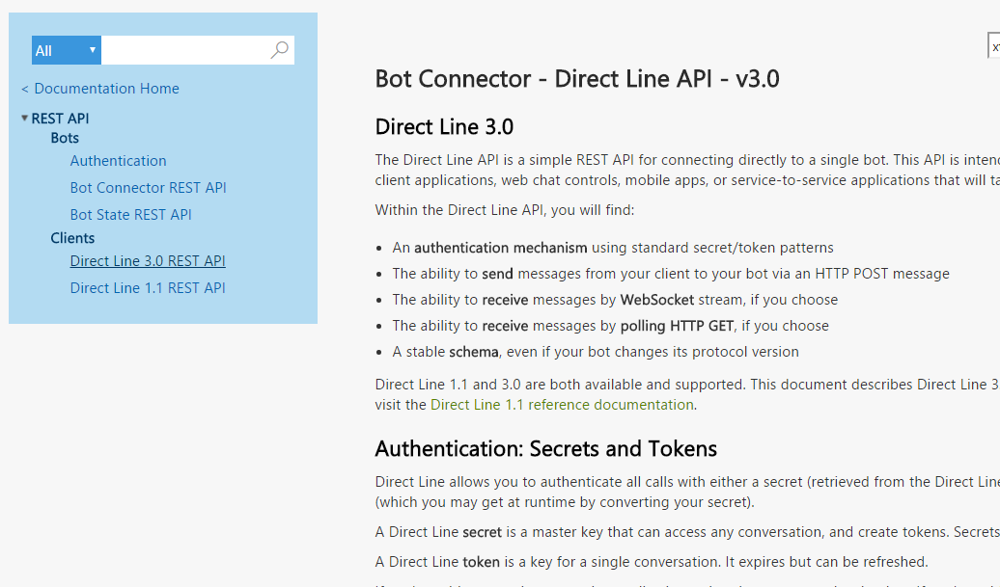 All
< Documentation Home
REST API
Bots
Authentication
Bot Connector REST API
Bot State REST API
Clients
Direct Line 3.0 REST API
Direct Line 1.1 REST API
Bot Connector - Direct Line API - v3.0
Direct Line 3.0
The Direct Line API is a simple REST API for connecting directly to a single bot. This API is
client applications, web chat controls, mobile apps, or service-to-service applications that will
Within the Direct Line API, you will find:
• An authentication mechanism using standard secret/token patterns
• The ability to send messages from your client to your bot via an HTTP POST message
• The ability to receive messages by WebSocket stream, if you choose
• The ability to receive messages by polling HTTP GET, if you choose
• A stable schema, even if your bot changes its protocol version
Direct Line 1.1 and 3.0 are both available and supported. This document describes Direct Line 3
visit the Direct Line 1.1 reference documentation.
Authentication: Secrets and Tokens
Direct Line allows you to authenticate all calls with either a secret (retrieved from the Direct
(which you may get at runtime by converting your secret).
A Direct Line secret is a master key that can access any conversation, and create tokens. Secrets
A Direct Line token is a key for a single conversation. It expires but can be refreshed.